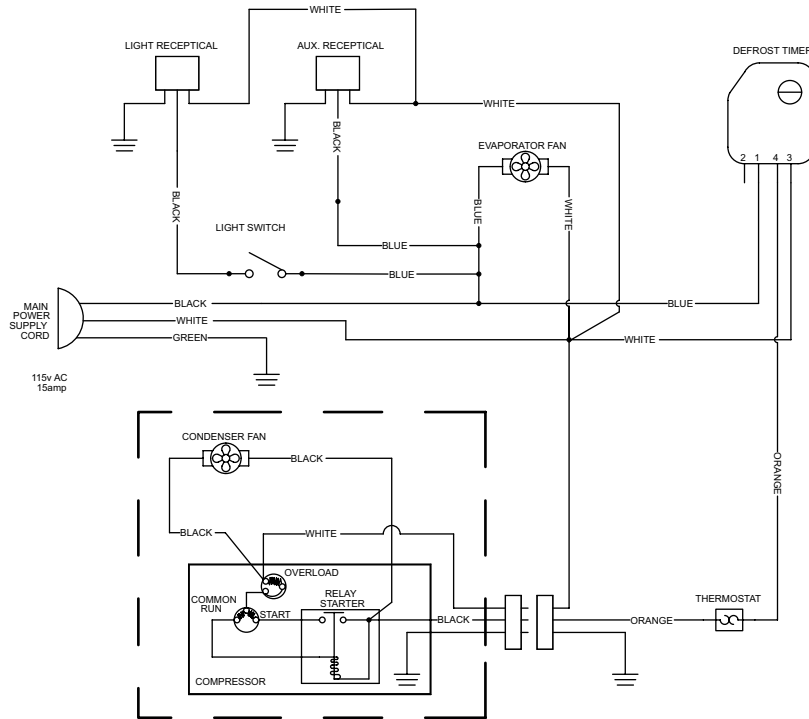 WHITE
LIGHT RECEPTICAL
AUX. RECEPTICAL
DEFROST TIMER
WHITE
BLACK
EVAPORATOR FAN
2 1 4 3
BLACK
BLUE
WHITE
LIGHT SWITCH
BLUE
BLUE
MAIN
POWER
SUPPLY
CORD
BLACK
BLUE
WHITE
GREEN
WHITE
115v AC
15amp
CONDENSER FAN
BLACK
ORANGE
BLACK
WHITE
OVERLOAD
COMMON
RUN
START
RELAY
STARTER
BLACK
ORANGE
THERMOSTAT
COMPRESSOR